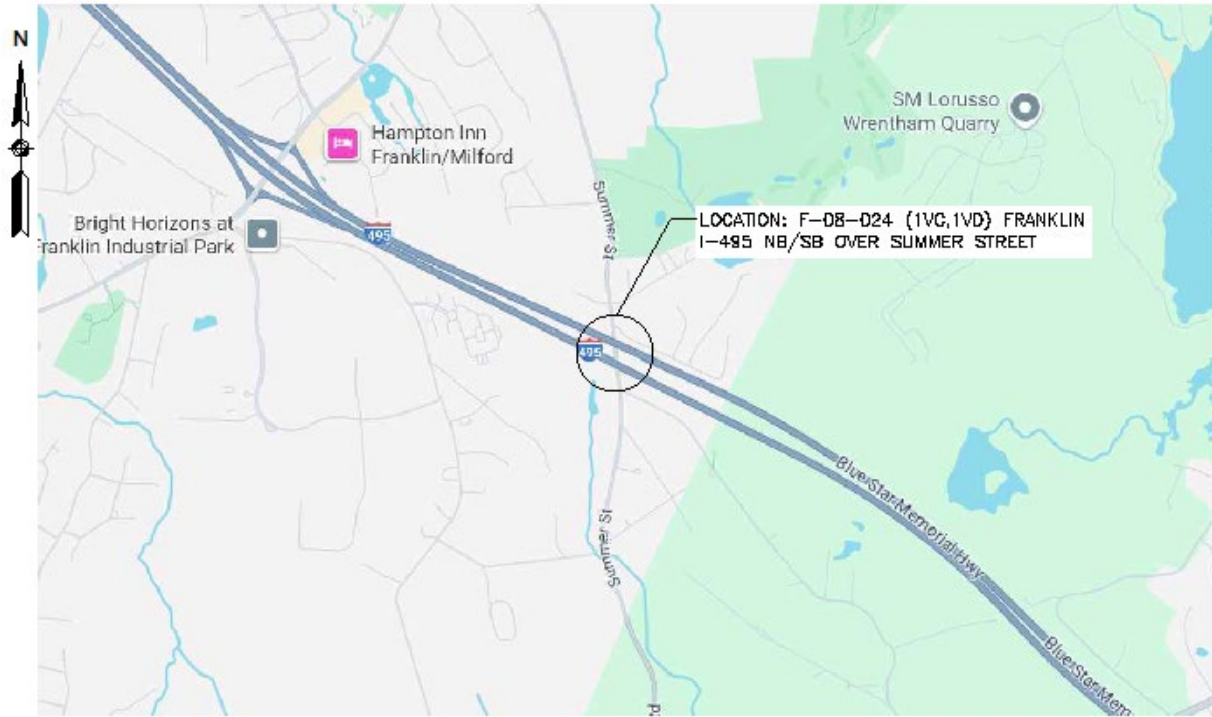 N
SM Lorusso
Wrentham Quarry
Hampton Inn
Franklin/Milford
Summer St
Bright Horizons at
Franklin Industrial Park
495
LOCATION: F-08-024 (1VC,1VD) FRANKLIN
I-495 NB/SB OVER SUMMER STREET
495
Blue Star Memorial Hwy
Summer St
Blue Star Mem